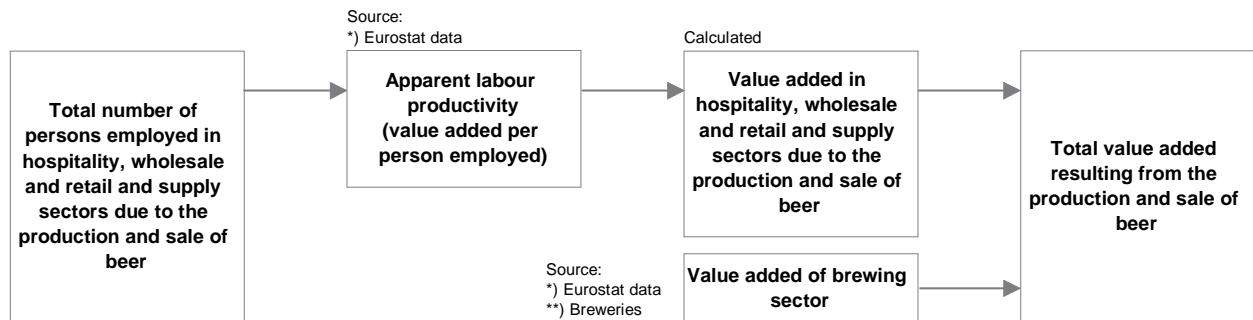 Total number of
persons employed in
hospitality, wholesale
and retail and supply
sectors due to the
production and sale of
beer
Source:
*) Eurostat data
Apparent labour
productivity
(value added per
person employed)
Calculated
Value added in
hospitality, wholesale
and retail and supply
sectors due to the
production and sale of
beer
Source:
*) Eurostat data
**) Breweries
Value added of brewing
sector
Total value added
resulting from the
production and sale of
beer